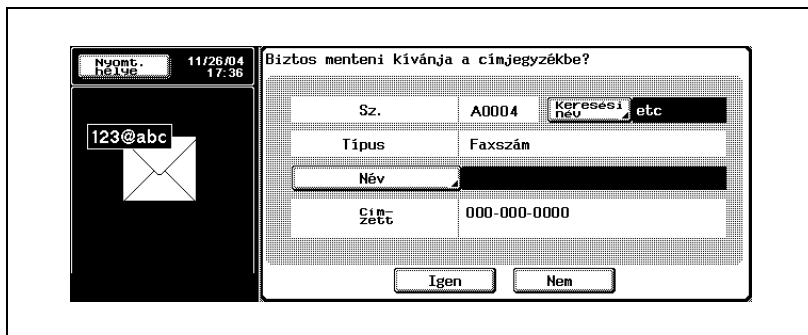 Nyomt. helye
11/26/04
17:36
123@abc
Biztos menteni kívánja a címjegyzékbe?
Sz. A0004 Keresési név etc
Típus Faxszám
Név
Cím-
zett 000-000-0000
Igen Nem